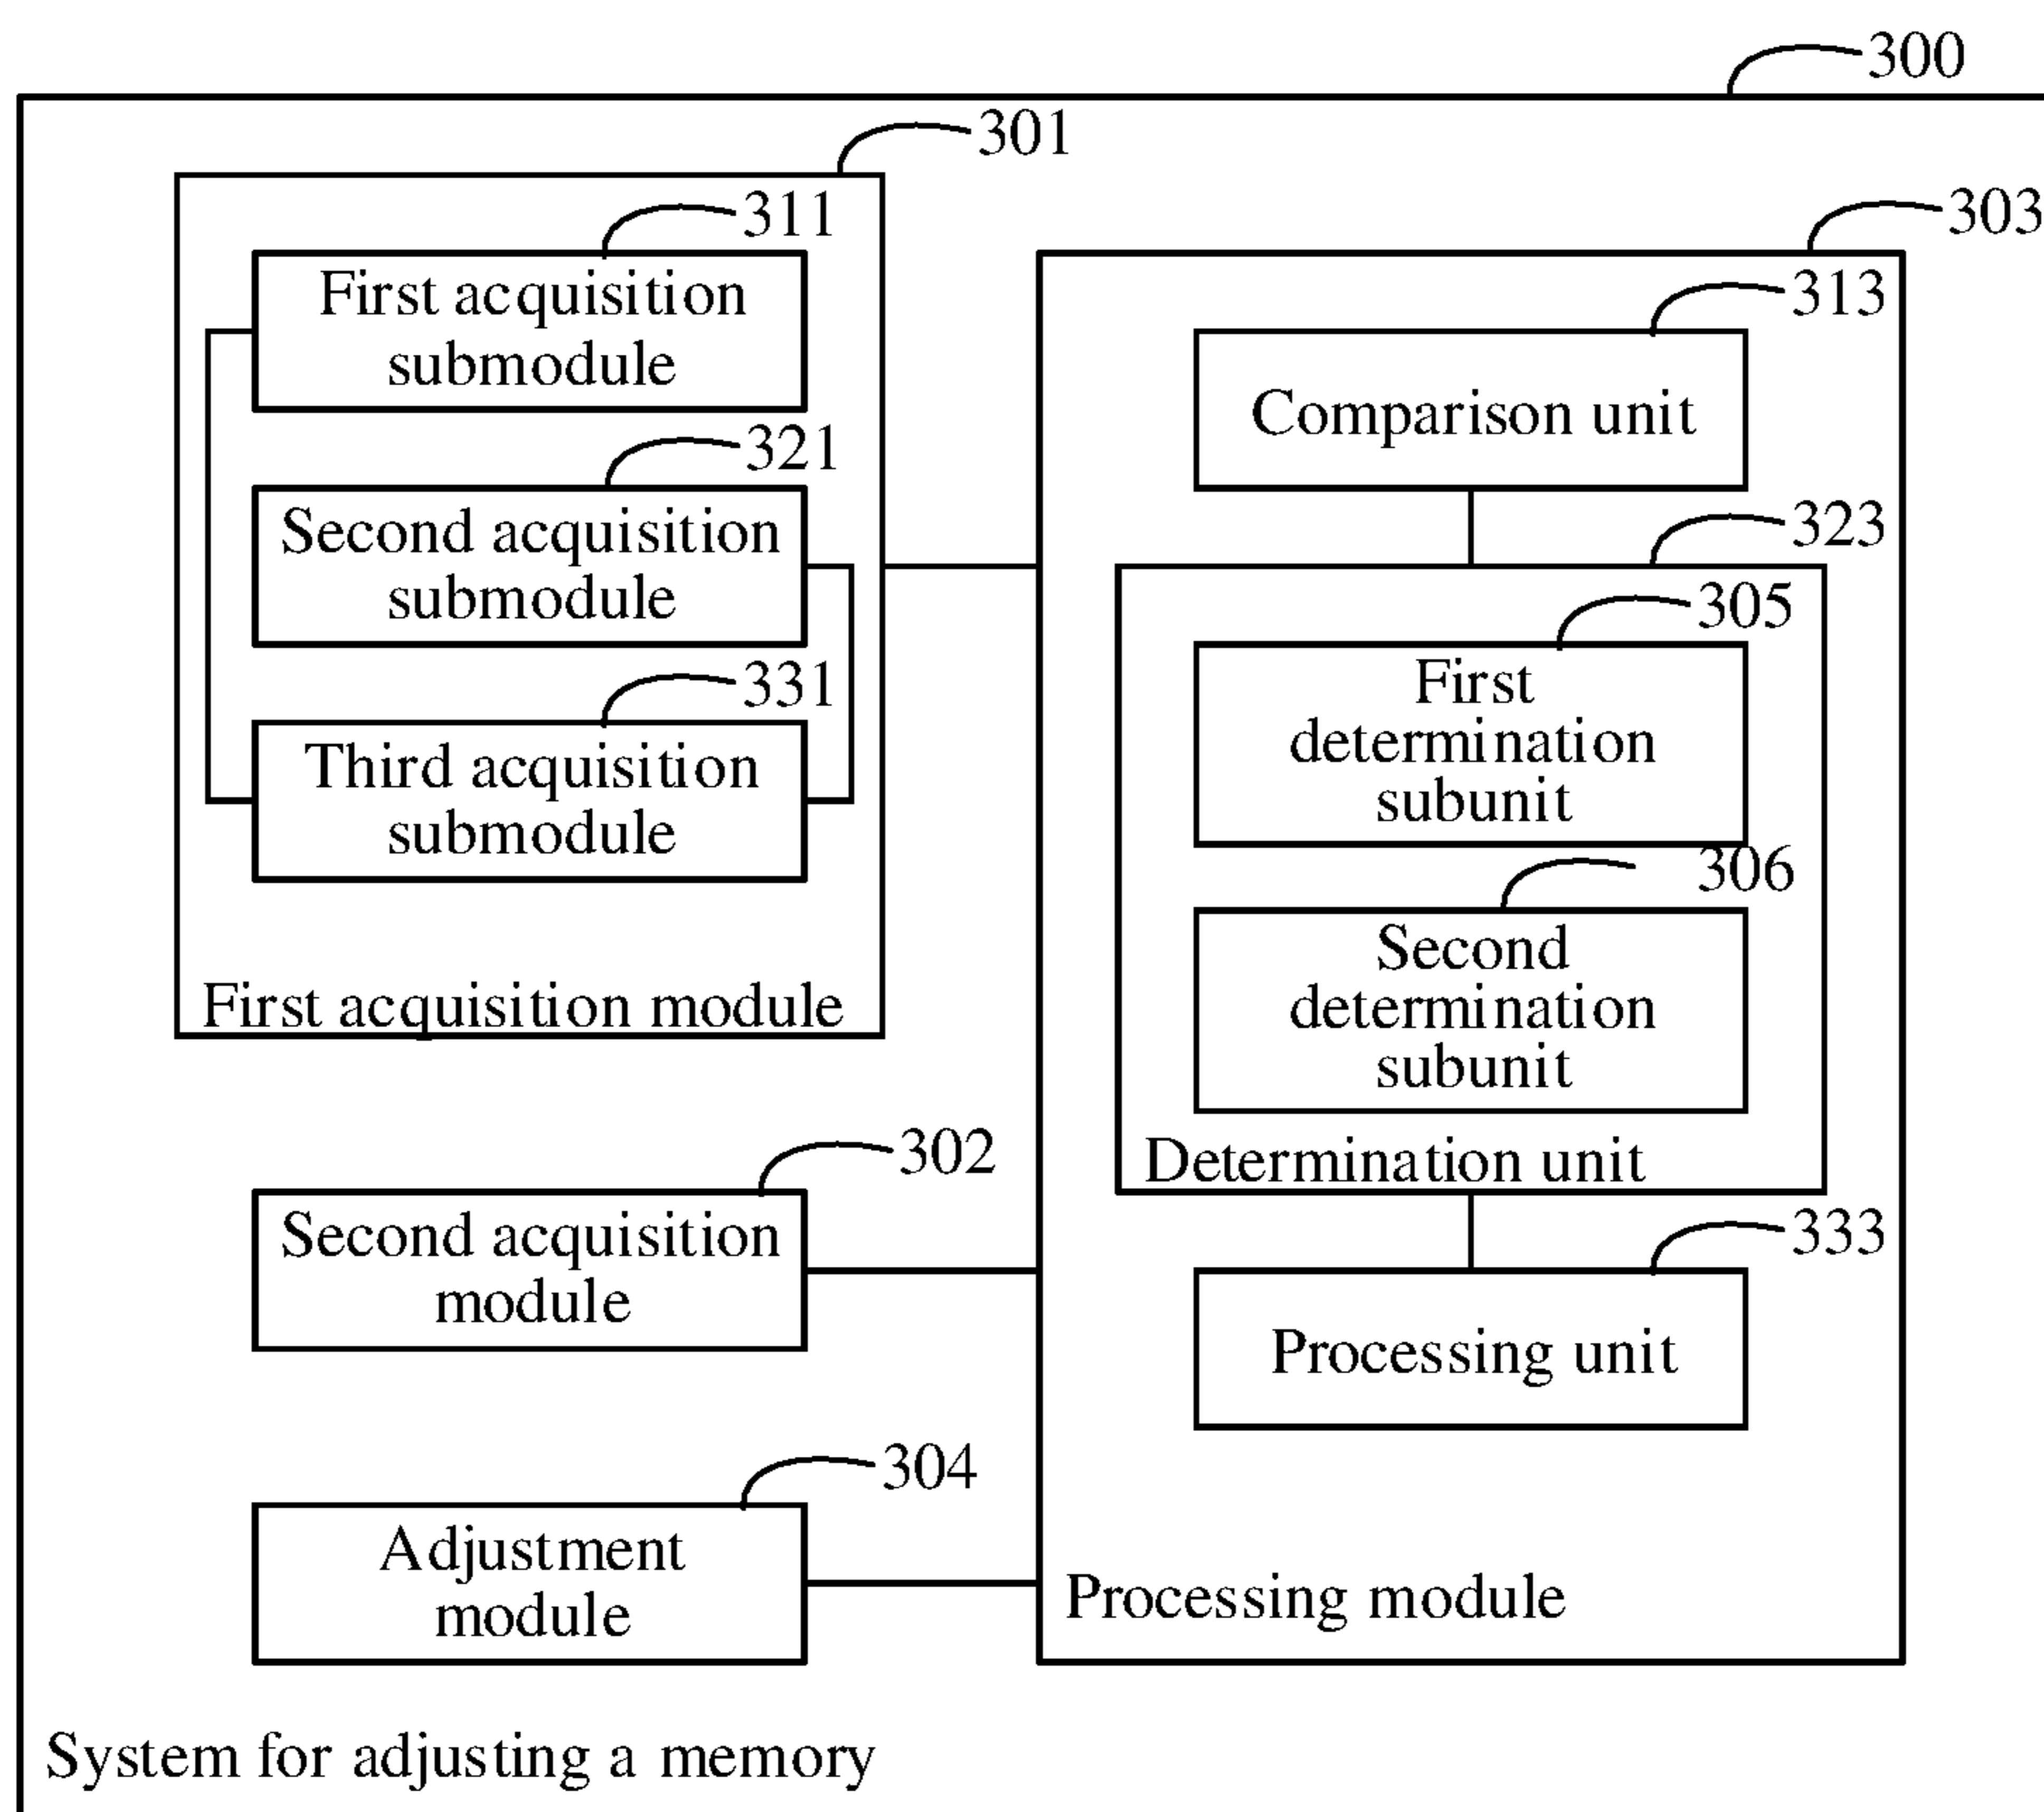 300
301
303
311
First acquisition
submodule
313
Comparison unit
321
Second acquisition
submodule
323
305
First
determination
subunit
331
Third acquisition
submodule
306
Second
determination
subunit
First acquisition module
Determination unit
302
Second acquisition
module
333
Processing unit
304
Adjustment
module
Processing module
System for adjusting a memory